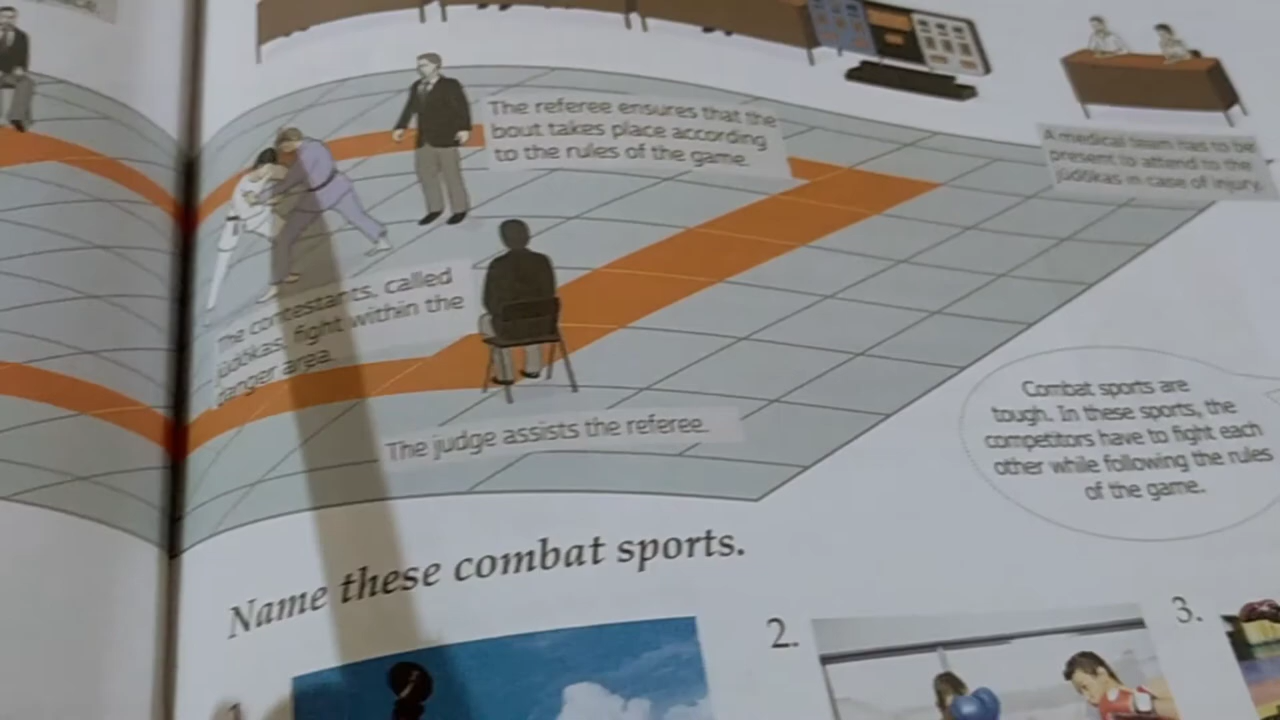 The referee ensures that the
bout takes place according
to the rules of the game.
A medical team has to be
present to attend to the
jūdōkas in case of injury.
The contestants, called
jūdōkas, fight within the
danger area.
The judge assists the referee.
Combat sports are
tough. In these sports, the
competitors have to fight each
other while following the rules
of the game.
Name these combat sports.
1.
2.
3.